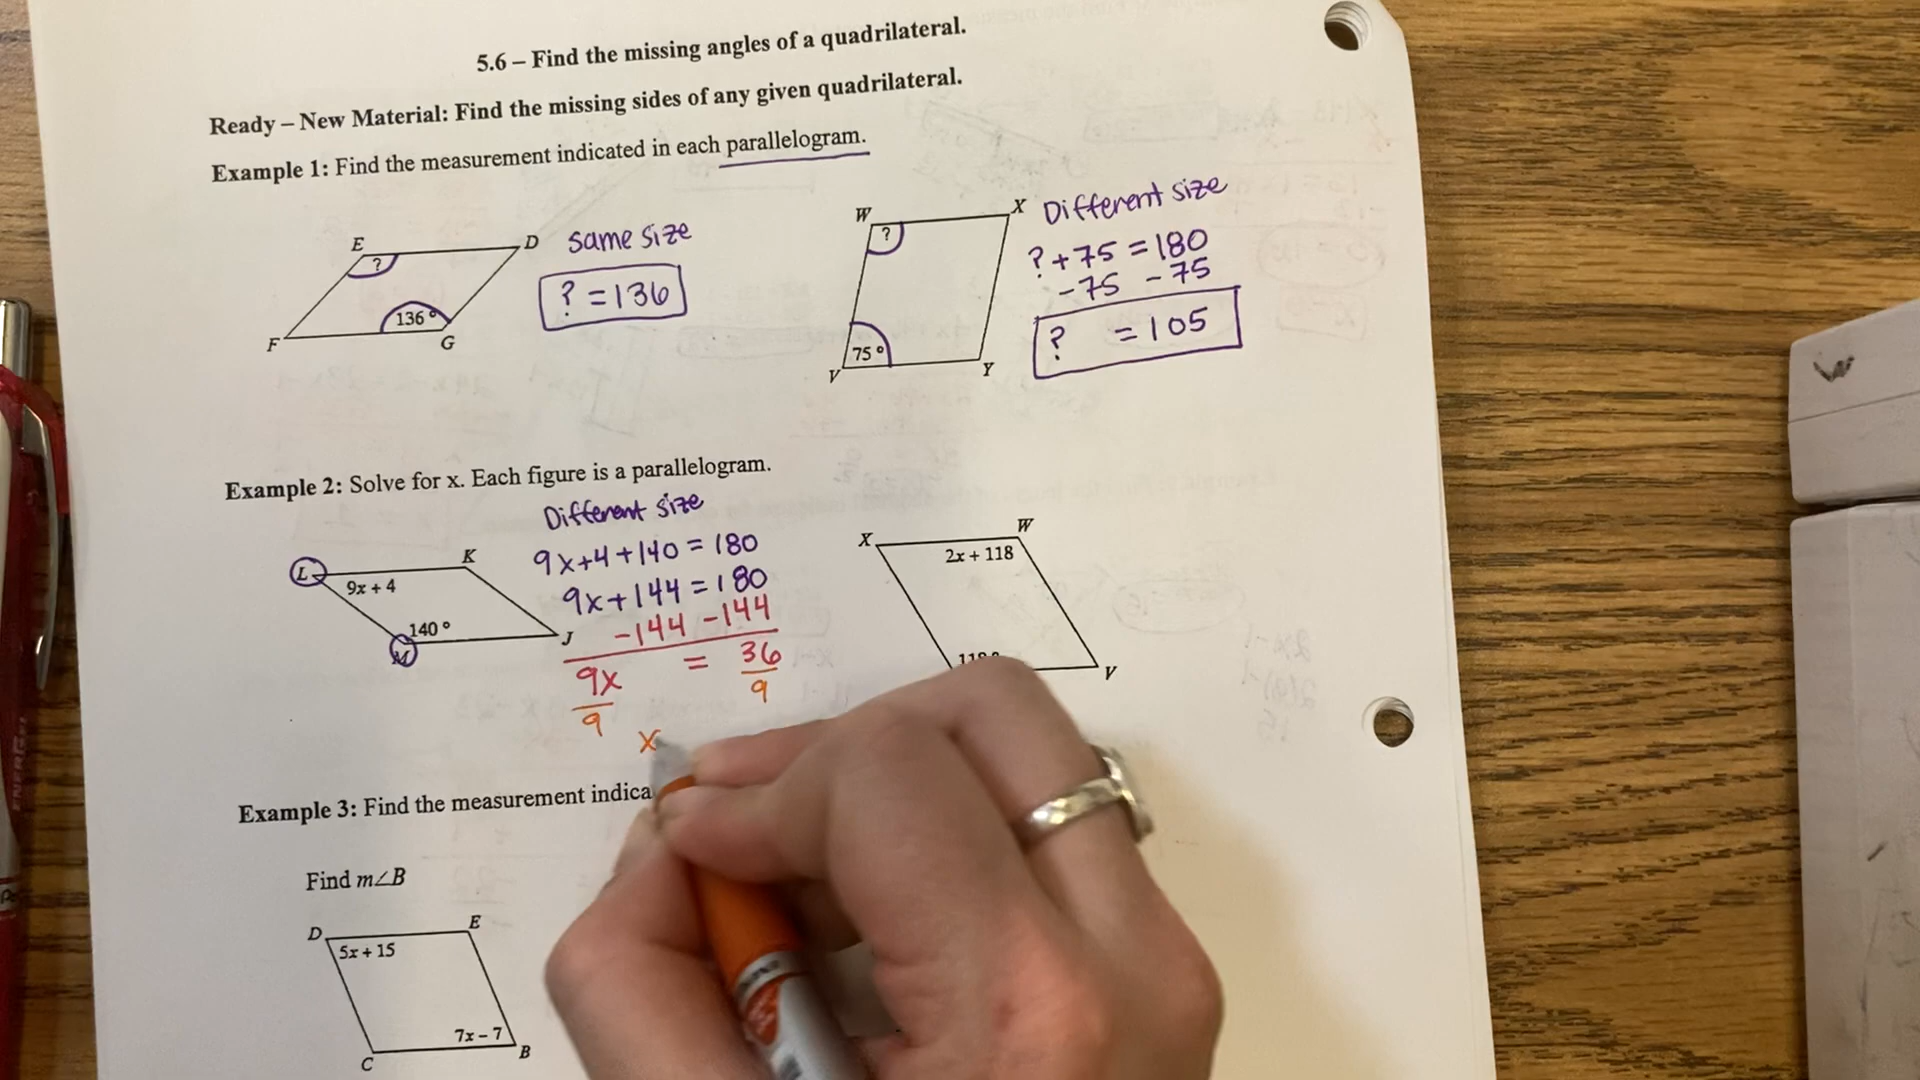 5.6 – Find the missing angles of a quadrilateral.
Ready – New Material: Find the missing sides of any given quadrilateral.
Example 1: Find the measurement indicated in each parallelogram.
E
D
?
136°
F
G
Same size
? = 136
W
X
?
75°
V
Y
Different size
? + 75 = 180
- 75 - 75
? = 105
Example 2: Solve for x. Each figure is a parallelogram.
Different size
L
K
9x + 4
140°
M
J
9x+4+140 = 180
9x+144 = 180
-144 -144
9x = 36
9 9
x
X
W
2x + 118
V
Example 3: Find the measurement
Find m∠B
D
E
5x + 15
7x – 7
C
B